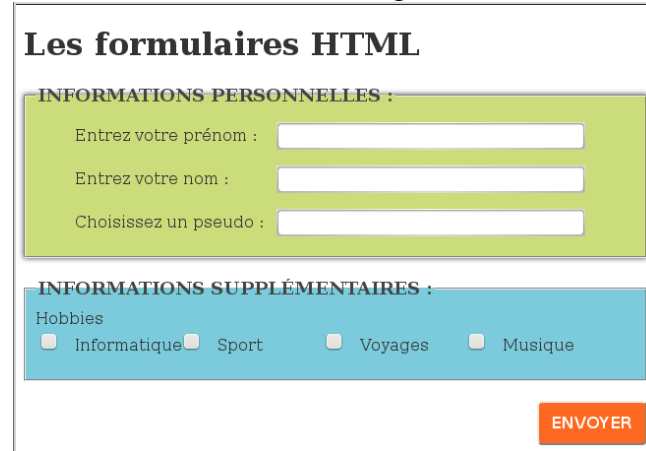 Les formulaires HTML
INFORMATIONS PERSONNELLES :
Entrez votre prénom :
Entrez votre nom :
Choisissez un pseudo :
INFORMATIONS SUPPLÉMENTAIRES :
Hobbies
Informatique Sport Voyages Musique
ENVOYER